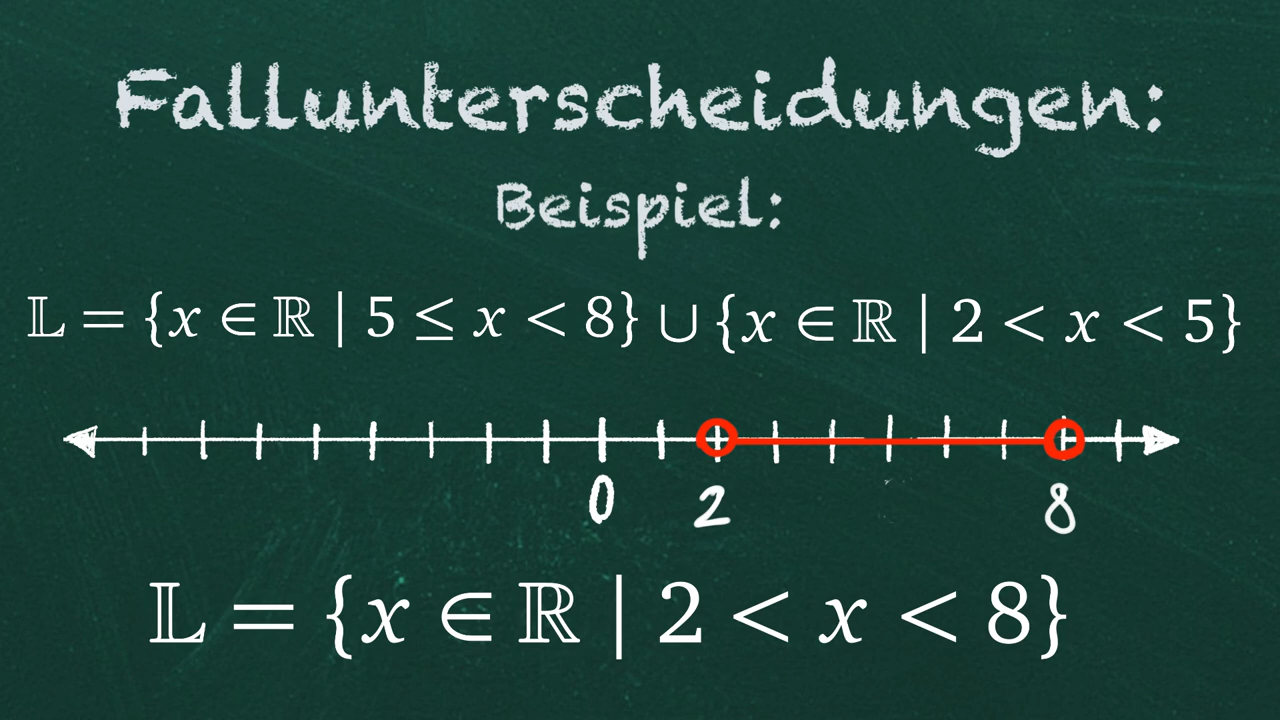 Fallunterscheidungen:
Beispiel:
𝕃 = {x ∈ ℝ | 5 ≤ x < 8} ∪ {x ∈ ℝ | 2 < x < 5}
0 2 8
𝕃 = {x ∈ ℝ | 2 < x < 8}